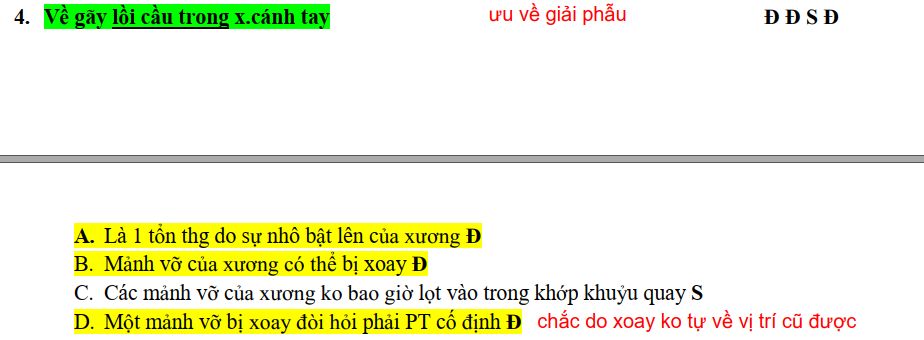 4. Về gãy lồi cầu trong x.cánh tay ưu về giải phẫu Đ Đ S Đ
A. Là 1 tổn thg do sự nhô bật lên của xương Đ
B. Mảnh vỡ của xương có thể bị xoay Đ
C. Các mảnh vỡ của xương ko bao giờ lọt vào trong khớp khuỷu quay S
D. Một mảnh vỡ bị xoay đòi hỏi phải PT cố định Đ chắc do xoay ko tự về vị trí cũ được